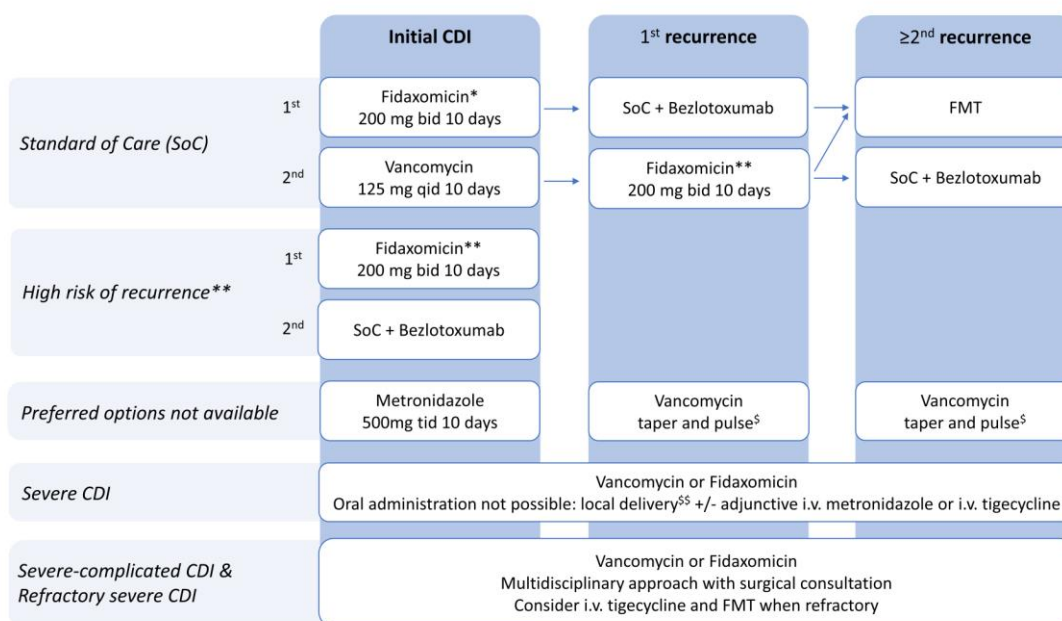 Initial CDI
1st recurrence
≥2nd recurrence
Standard of Care (SoC)
1st
Fidaxomicin*
200 mg bid 10 days
SoC + Bezlotoxumab
FMT
2nd
Vancomycin
125 mg qid 10 days
Fidaxomicin**
200 mg bid 10 days
SoC + Bezlotoxumab
High risk of recurrence**
1st
Fidaxomicin**
200 mg bid 10 days
2nd
SoC + Bezlotoxumab
Preferred options not available
Metronidazole
500mg tid 10 days
Vancomycin
taper and pulse$
Vancomycin
taper and pulse$
Severe CDI
Vancomycin or Fidaxomicin
Oral administration not possible: local delivery$$ +/- adjunctive i.v. metronidazole or i.v. tigecycline
Severe-complicated CDI &
Refractory severe CDI
Vancomycin or Fidaxomicin
Multidisciplinary approach with surgical consultation
Consider i.v. tigecycline and FMT when refractory